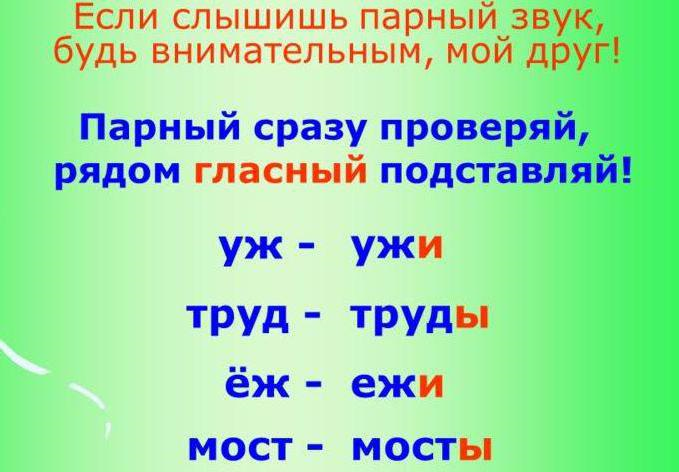 Если слышишь парный звук,
будь внимательным, мой друг!
Парный сразу проверяй,
рядом гласный подставляй!
уж - ужи
труд - труды
ёж - ежи
мост - мосты